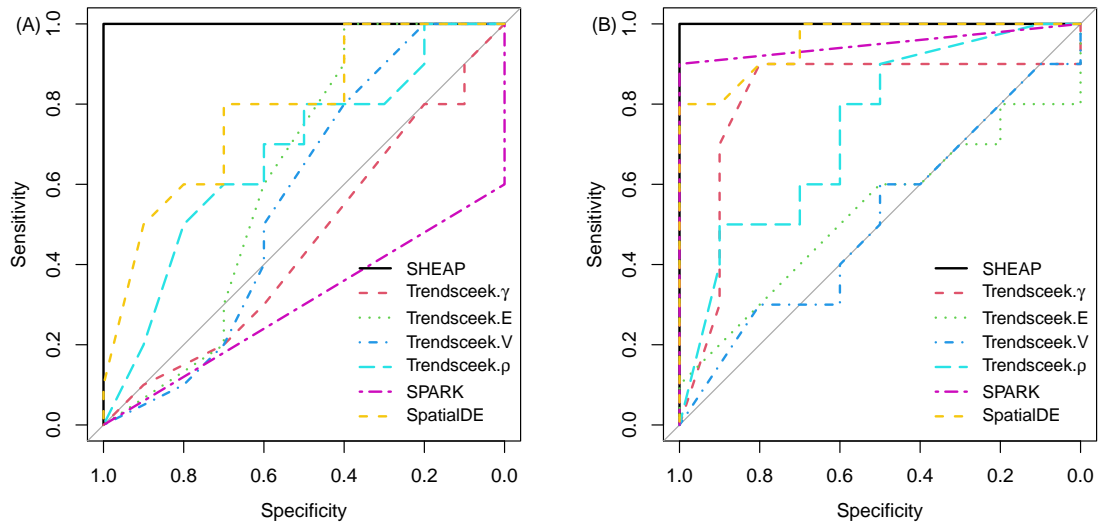 (A)
1.0
0.8
0.6
0.4
0.2
0.0
Sensitivity
SHEAP
Trendsceek.γ
Trendsceek.E
Trendsceek.V
Trendsceek.ρ
SPARK
SpatialDE
1.0 0.8 0.6 0.4 0.2 0.0
Specificity
(B)
1.0
0.8
0.6
0.4
0.2
0.0
Sensitivity
SHEAP
Trendsceek.γ
Trendsceek.E
Trendsceek.V
Trendsceek.ρ
SPARK
SpatialDE
1.0 0.8 0.6 0.4 0.2 0.0
Specificity